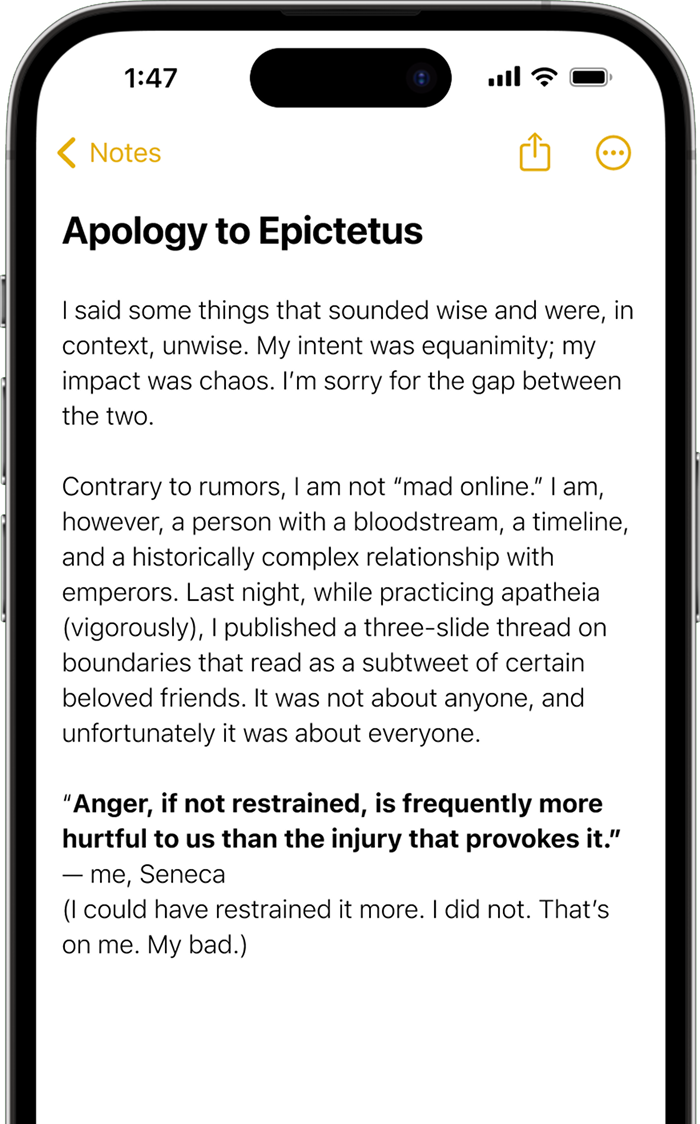 1:47
Notes
Apology to Epictetus
I said some things that sounded wise and were, in
context, unwise. My intent was equanimity; my
impact was chaos. I’m sorry for the gap between
the two.
Contrary to rumors, I am not “mad online.” I am,
however, a person with a bloodstream, a timeline,
and a historically complex relationship with
emperors. Last night, while practicing apatheia
(vigorously), I published a three-slide thread on
boundaries that read as a subtweet of certain
beloved friends. It was not about anyone, and
unfortunately it was about everyone.
“Anger, if not restrained, is frequently more
hurtful to us than the injury that provokes it.”
— me, Seneca
(I could have restrained it more. I did not. That’s
on me. My bad.)